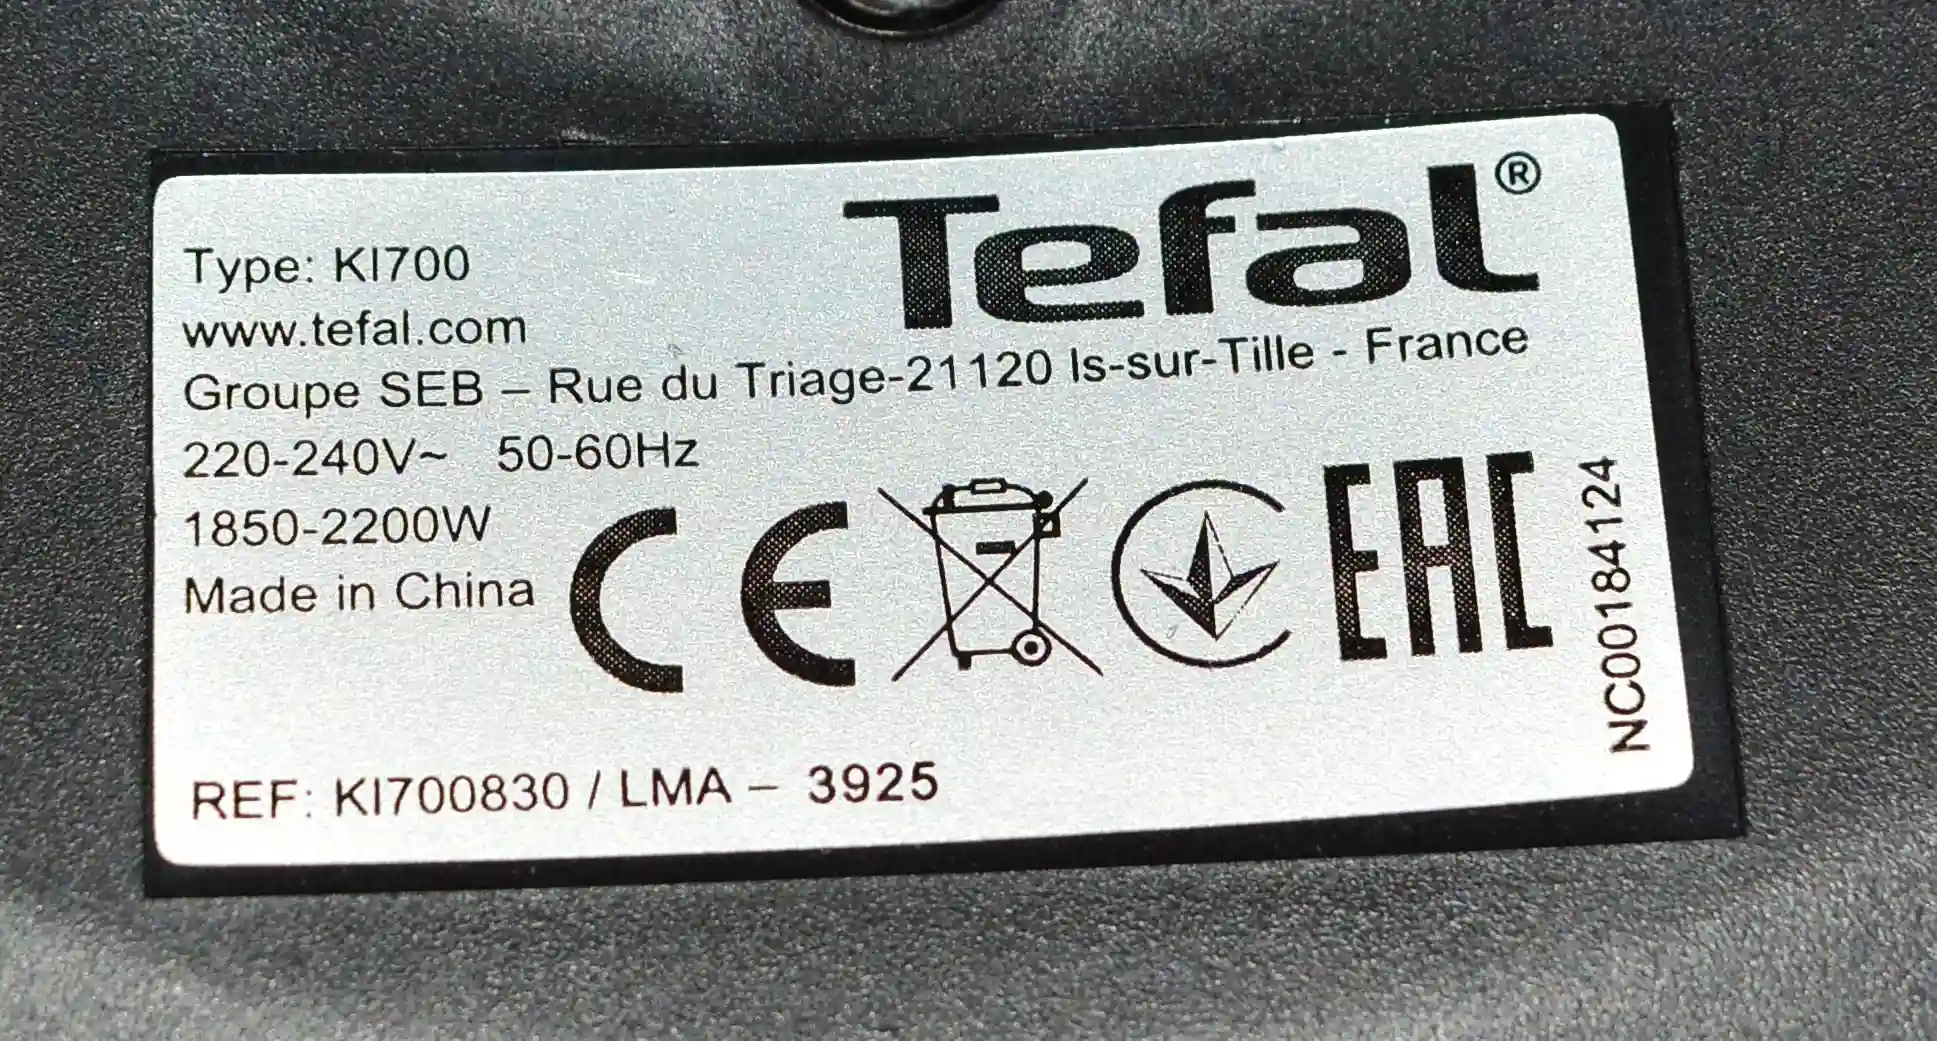 Tefal®
Type: KI700
www.tefal.com
Groupe SEB – Rue du Triage-21120 Is-sur-Tille - France
220-240V~ 50-60Hz
1850-2200W
Made in China
CE
EAC
NC00184124
REF: KI700830 / LMA – 3925